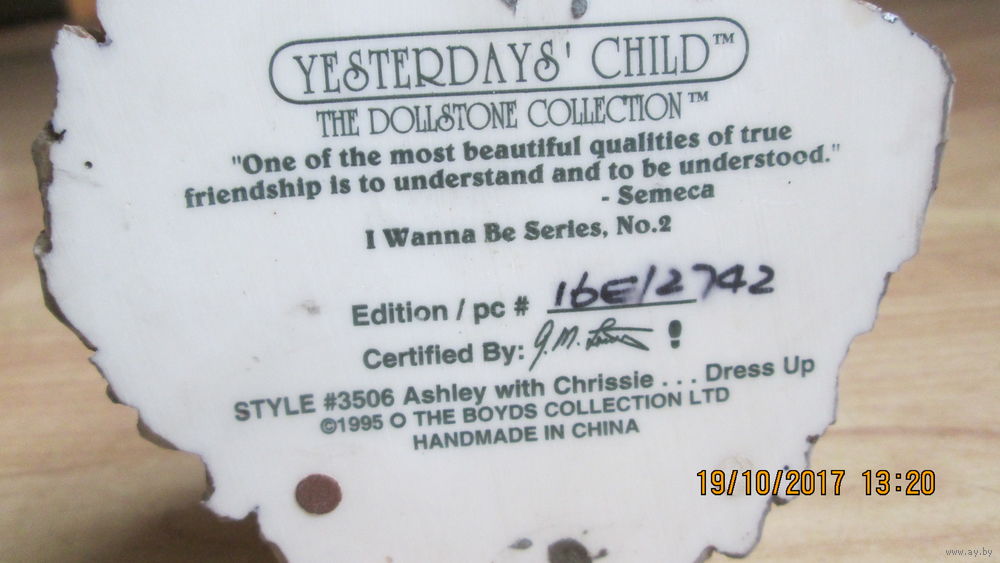 YESTERDAYS' CHILD™
THE DOLLSTONE COLLECTION™
"One of the most beautiful qualities of true
friendship is to understand and to be understood."
- Semeca
I Wanna Be Series, No.2
Edition / pc # 16E/2742
Certified By: J.M.
STYLE #3506 Ashley with Chrissie . . . Dress Up
©1995 O THE BOYDS COLLECTION LTD
HANDMADE IN CHINA
19/10/2017 13:20
www.ay.by